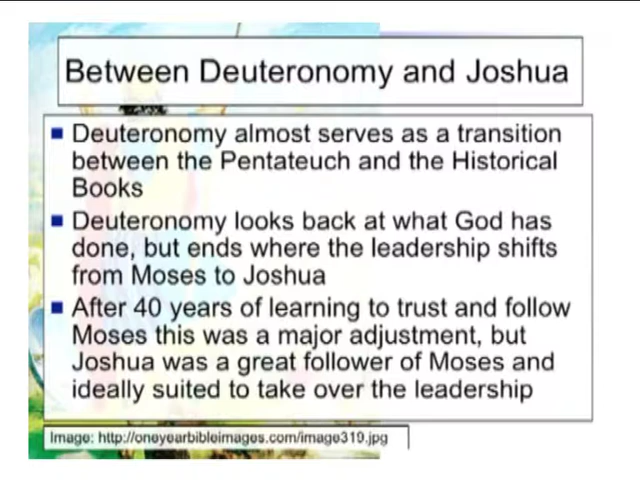 Between Deuteronomy and Joshua
Deuteronomy almost serves as a transition
between the Pentateuch and the Historical
Books
Deuteronomy looks back at what God has
done, but ends where the leadership shifts
from Moses to Joshua
After 40 years of learning to trust and follow
Moses this was a major adjustment, but
Joshua was a great follower of Moses and
ideally suited to take over the leadership
Image: http://oneyearbibleimages.com/image319.jpg